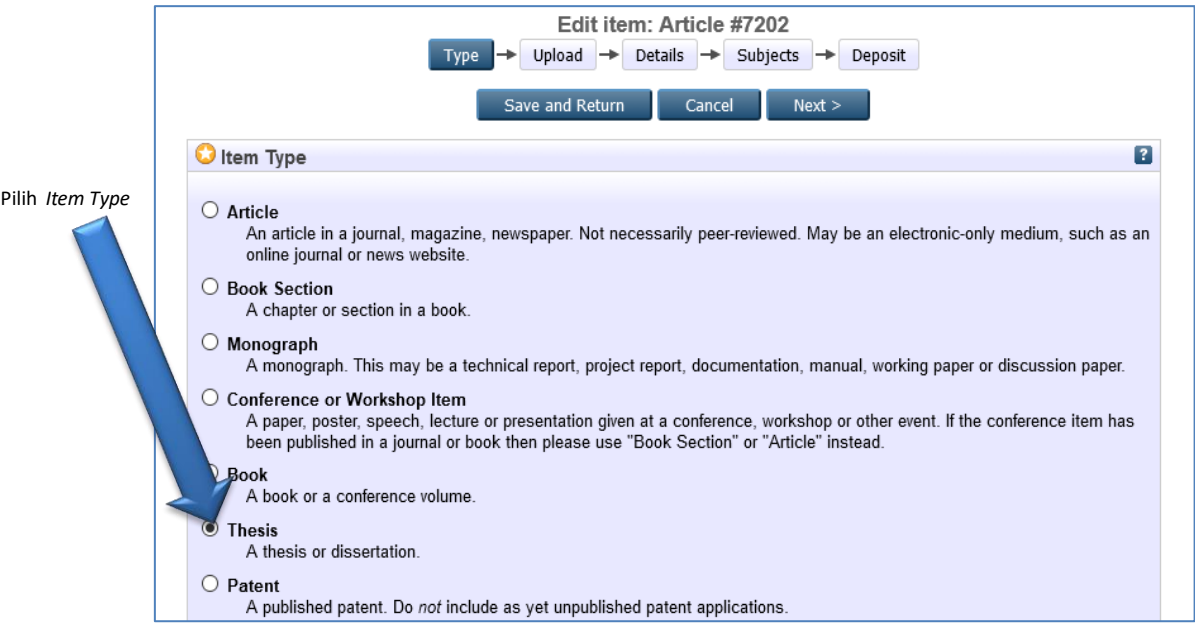 Edit item: Article #7202
Type → Upload → Details → Subjects → Deposit
Save and Return Cancel Next >
Item Type ?
Pilih Item Type
Article
An article in a journal, magazine, newspaper. Not necessarily peer-reviewed. May be an electronic-only medium, such as an
online journal or news website.
Book Section
A chapter or section in a book.
Monograph
A monograph. This may be a technical report, project report, documentation, manual, working paper or discussion paper.
Conference or Workshop Item
A paper, poster, speech, lecture or presentation given at a conference, workshop or other event. If the conference item has
been published in a journal or book then please use "Book Section" or "Article" instead.
Book
A book or a conference volume.
Thesis
A thesis or dissertation.
Patent
A published patent. Do not include as yet unpublished patent applications.